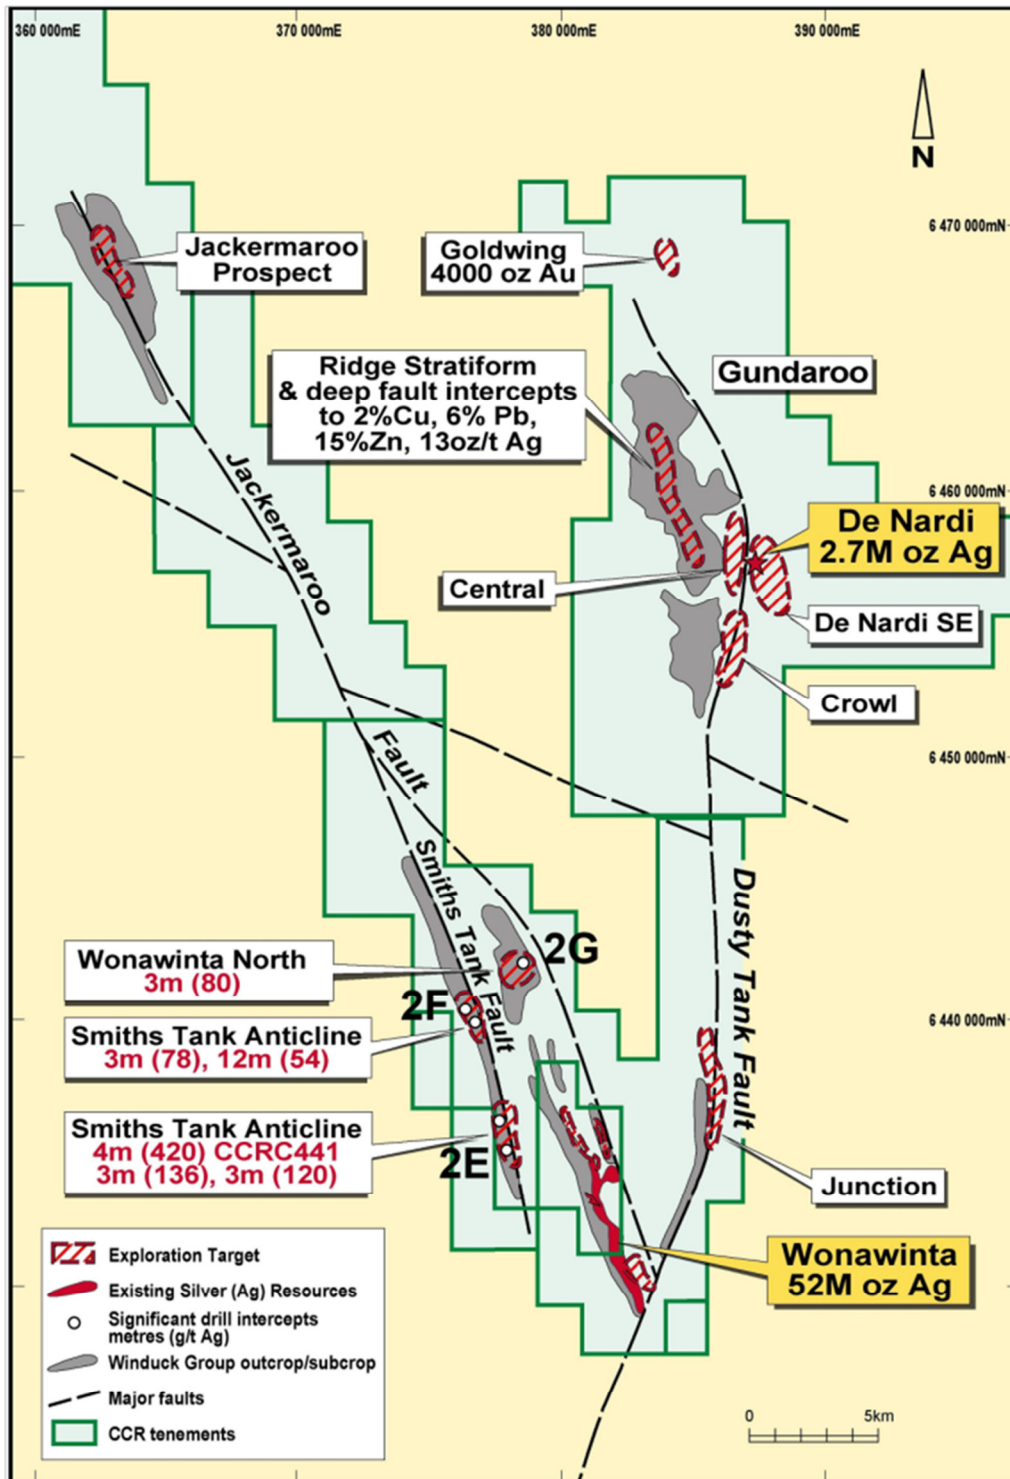 360 000mE
370 000mE
380 000mE
390 000mE
N
6 470 000mN
Jackermaroo
Prospect
Goldwing
4000 oz Au
Ridge Stratiform
& deep fault intercepts
to 2%Cu, 6% Pb,
15%Zn, 13oz/t Ag
Gundaroo
6 460 000mN
De Nardi
2.7M oz Ag
Central
De Nardi SE
Crowl
Jackermaroo
Fault
6 450 000mN
Smiths Tank Fault
Dusty Tank Fault
Wonawinta North
3m (80)
2G
2F
Smiths Tank Anticline
3m (78), 12m (54)
6 440 000mN
Smiths Tank Anticline
4m (420) CCRC441
3m (136), 3m (120)
2E
Junction
Wonawinta
52M oz Ag
Exploration Target
Existing Silver (Ag) Resources
Significant drill intercepts
metres (g/t Ag)
Winduck Group outcrop/subcrop
Major faults
CCR tenements
0
5km